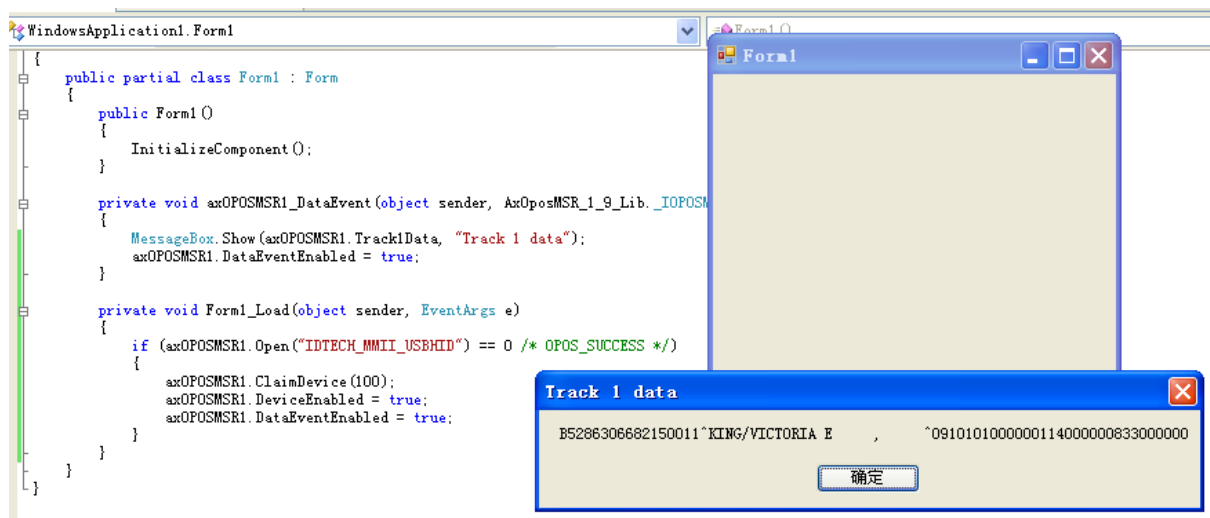 WindowsApplication1.Form1
Form1()
{
public partial class Form1 : Form
{
public Form1()
{
InitializeComponent();
}
private void axOPOSMSR1_DataEvent(object sender, AxOposMSR_1_9_Lib._IOPOSM
{
MessageBox.Show(axOPOSMSR1.Track1Data, "Track 1 data");
axOPOSMSR1.DataEventEnabled = true;
}
private void Form1_Load(object sender, EventArgs e)
{
if (axOPOSMSR1.Open("IDTECH_MMII_USBHID") == 0 /* OPOS_SUCCESS */)
{
axOPOSMSR1.ClaimDevice(100);
axOPOSMSR1.DeviceEnabled = true;
axOPOSMSR1.DataEventEnabled = true;
}
}
}
}
Form1
Track 1 data
B5286306682150011^KING/VICTORIA E    ,      ^0910101000000114000000833000000
确定